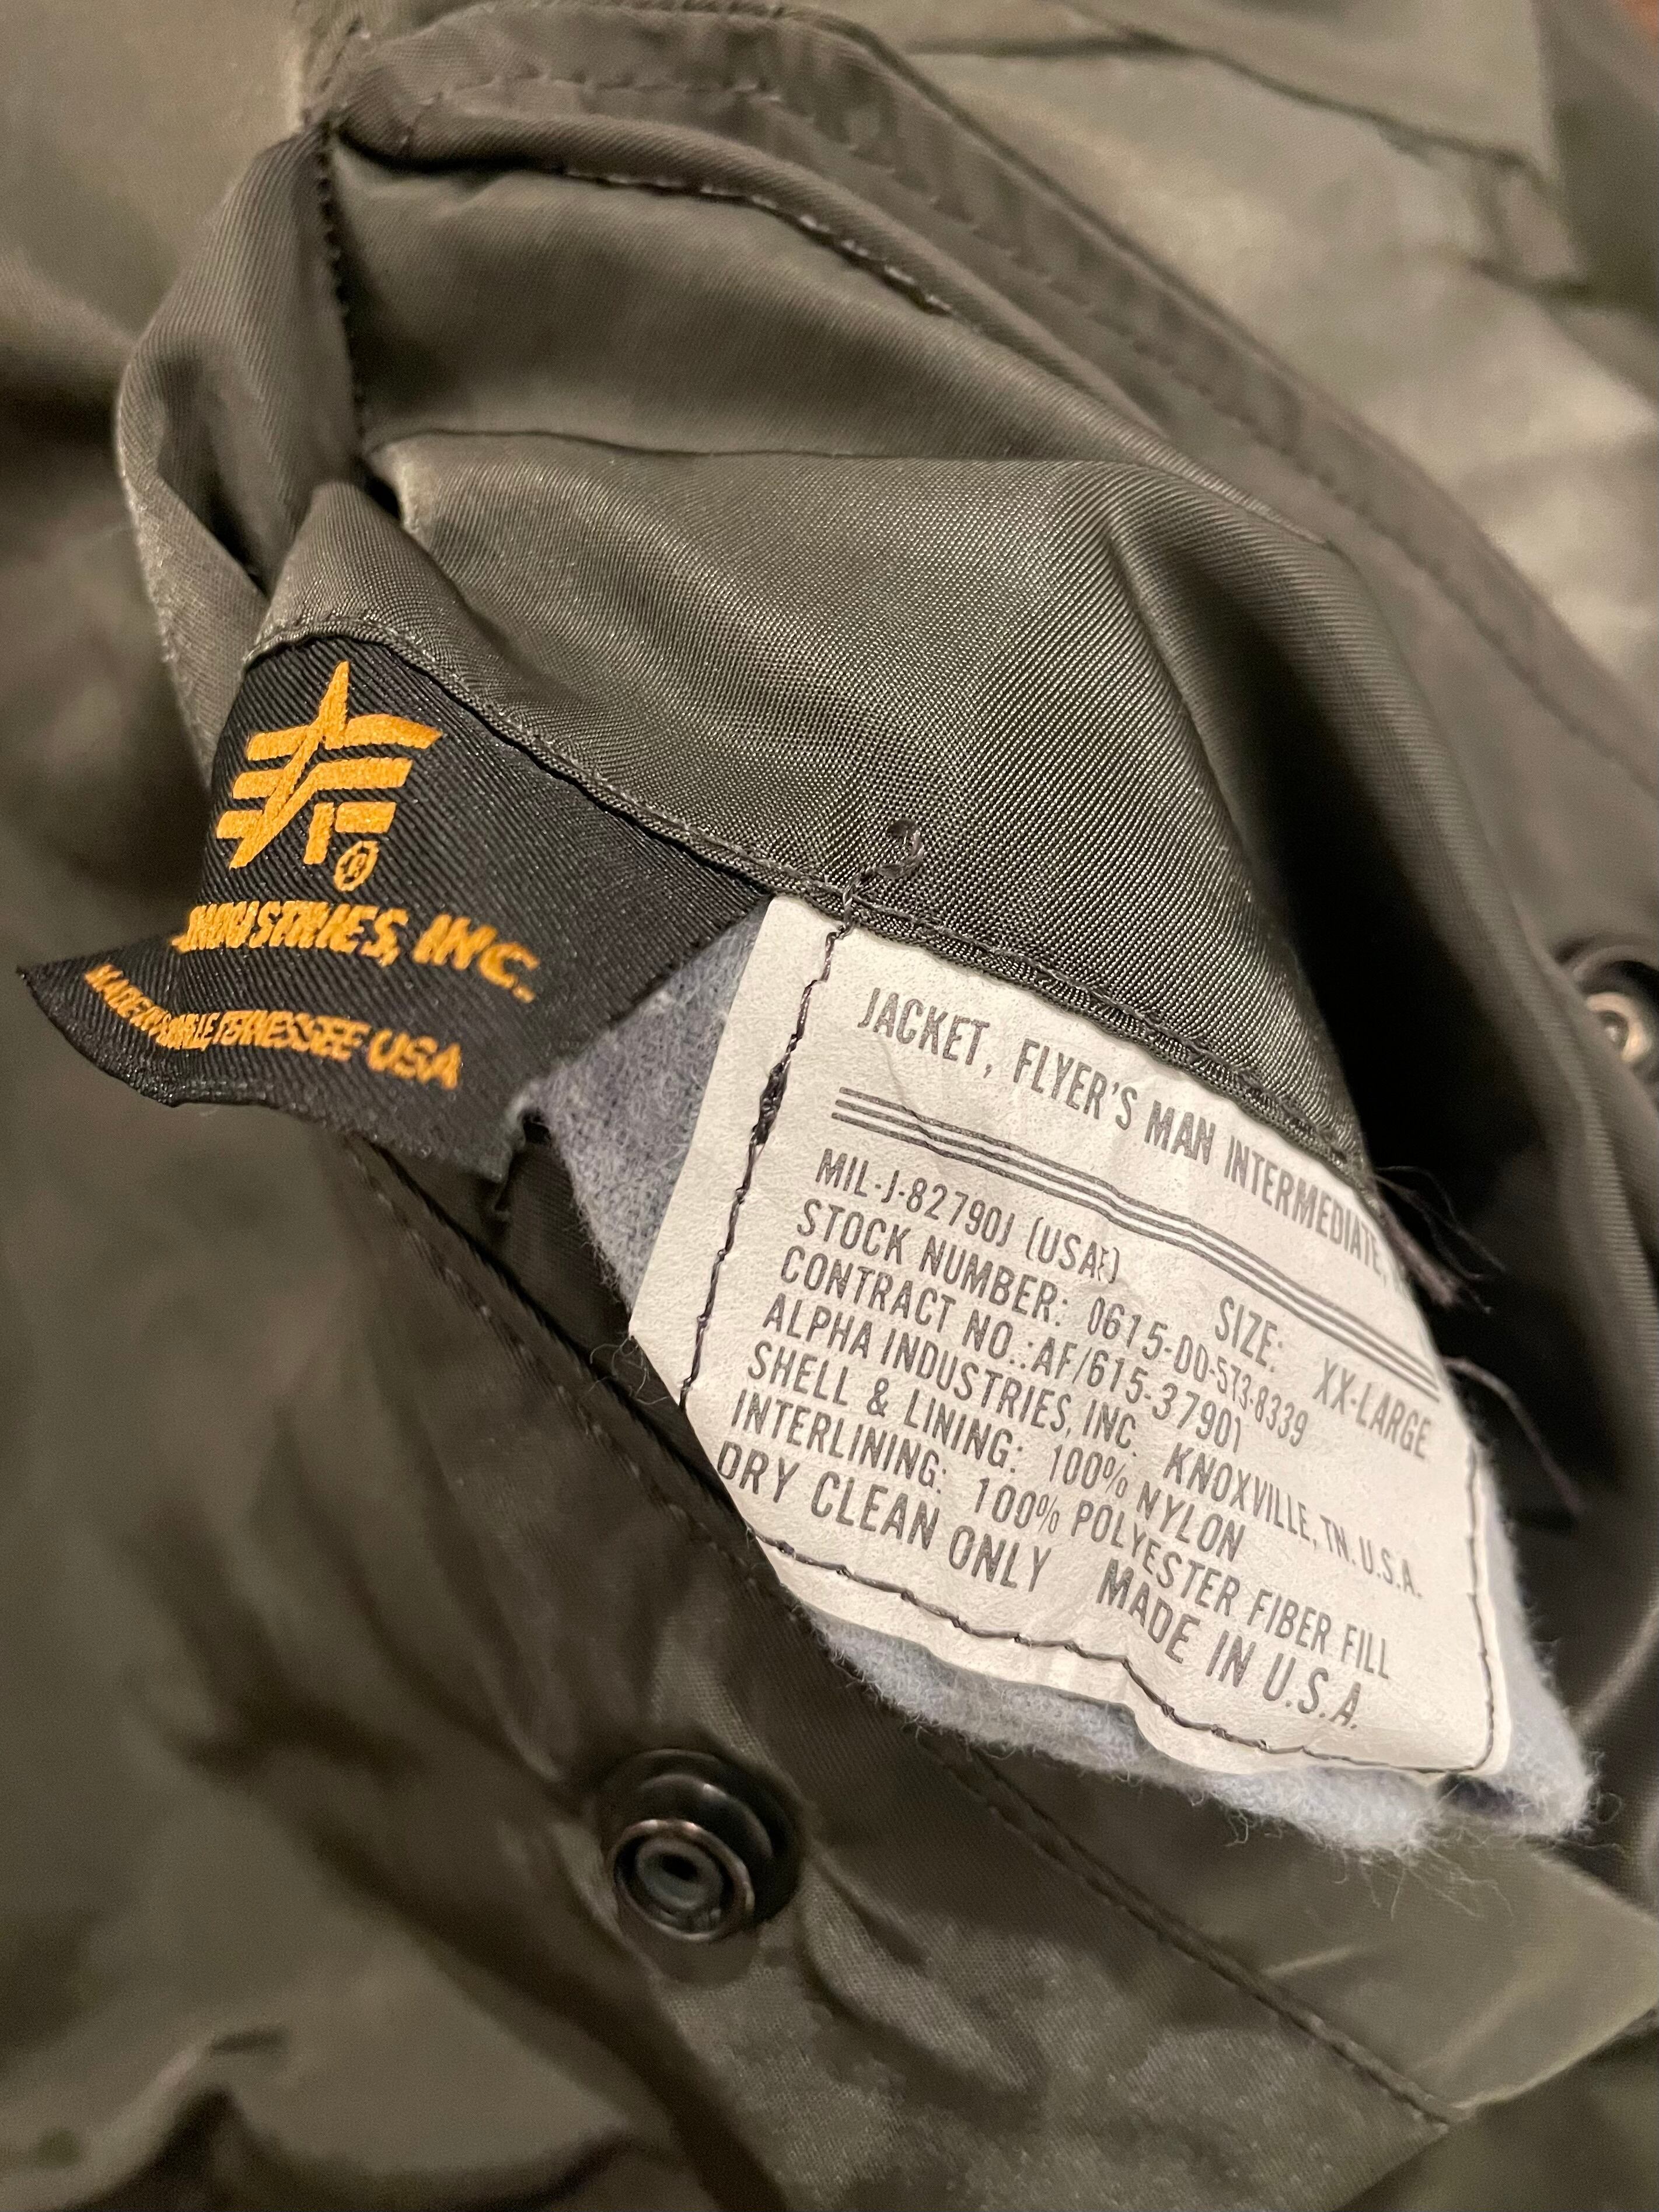 ®
INDUSTRIES, INC.
TENNESSEE USA
JACKET, FLYER'S MAN INTERMEDIATE,
MIL-J-82790J (USAF) SIZE: XX-LARGE
STOCK NUMBER: 0615-00-573-8339
CONTRACT NO.:AF/615-37901
ALPHA INDUSTRIES, INC. KNOXVILLE, TN. U.S.A.
SHELL & LINING: 100% NYLON
INTERLINING: 100% POLYESTER FIBER FILL
DRY CLEAN ONLY MADE IN U.S.A.